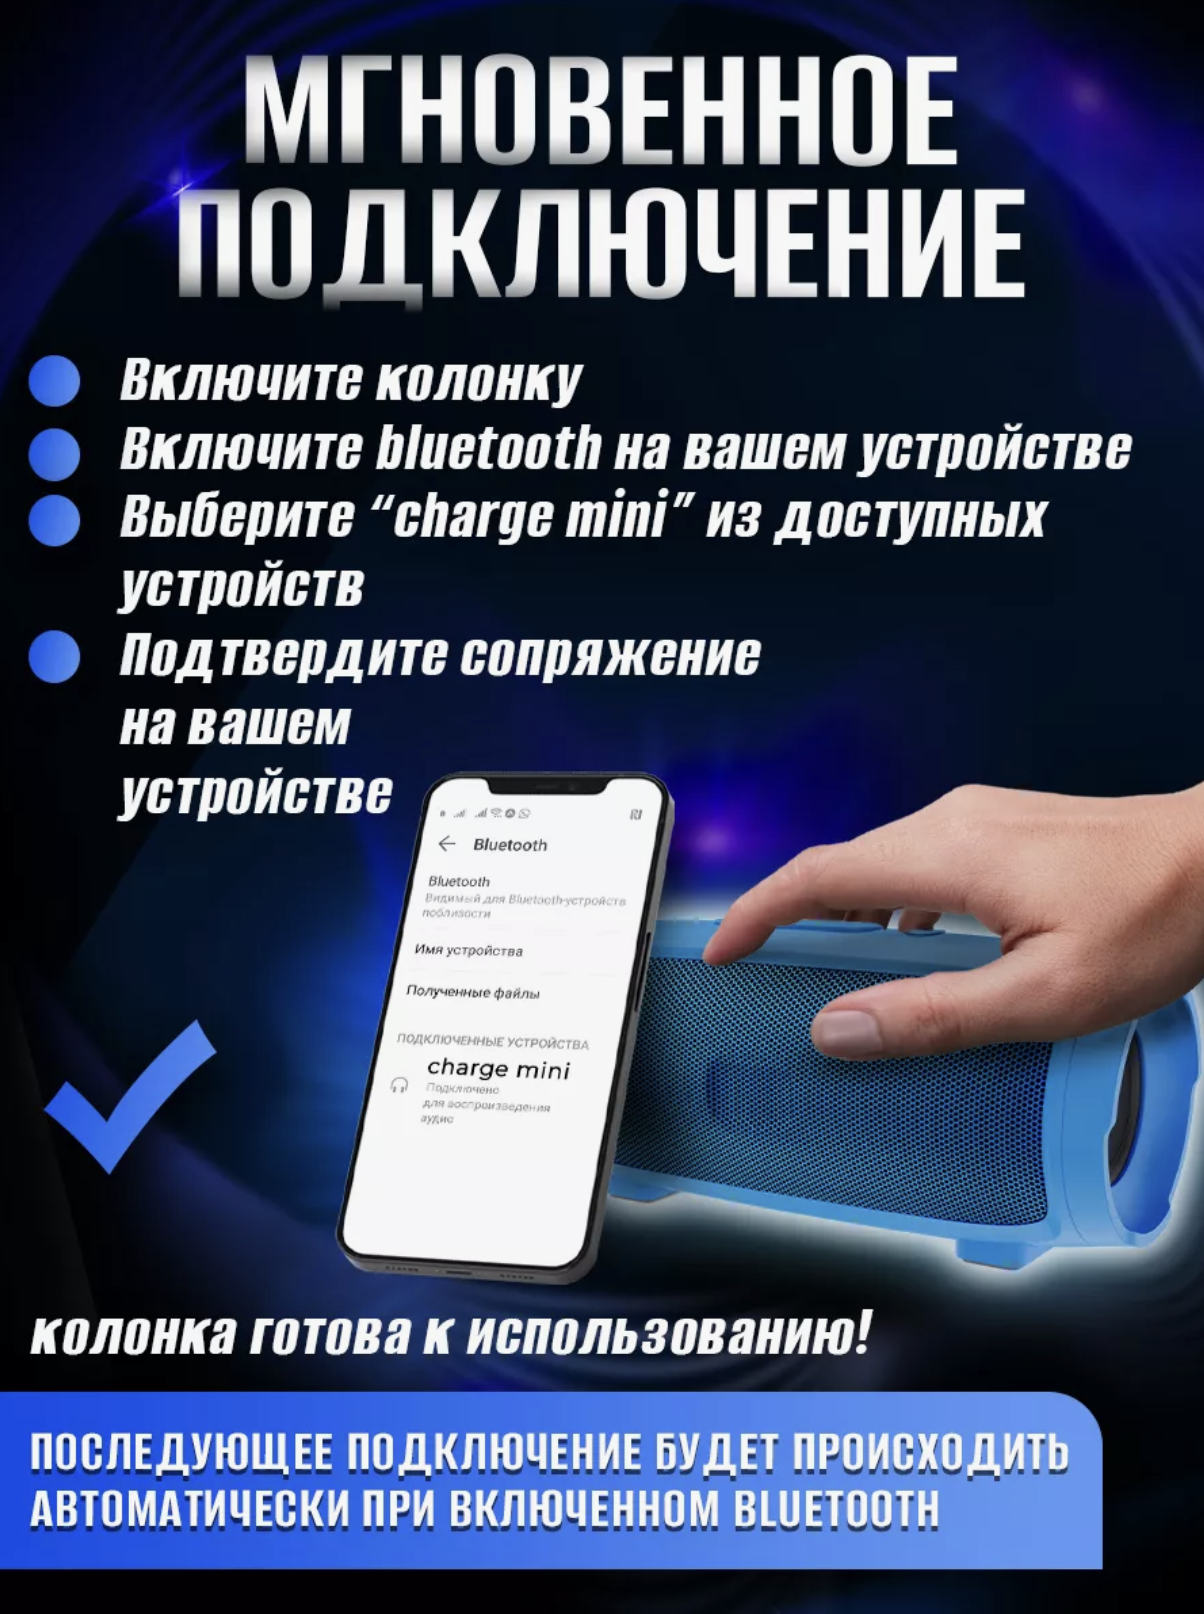 МГНОВЕННОЕ
ПОДКЛЮЧЕНИЕ
Включите колонку
Включите bluetooth на вашем устройстве
Выберите “charge mini” из доступных
устройств
Подтвердите сопряжение
на вашем
устройстве
Bluetooth
Bluetooth
Видимый для Bluetooth-устройств
поблизости
Имя устройства
Полученные файлы
ПОДКЛЮЧЕННЫЕ УСТРОЙСТВА
charge mini
Подключено
для воспроизведения
аудио
колонка готова к использованию!
ПОСЛЕДУЮЩЕЕ ПОДКЛЮЧЕНИЕ БУДЕТ ПРОИСХОДИТЬ
АВТОМАТИЧЕСКИ ПРИ ВКЛЮЧЕННОМ BLUETOOTH